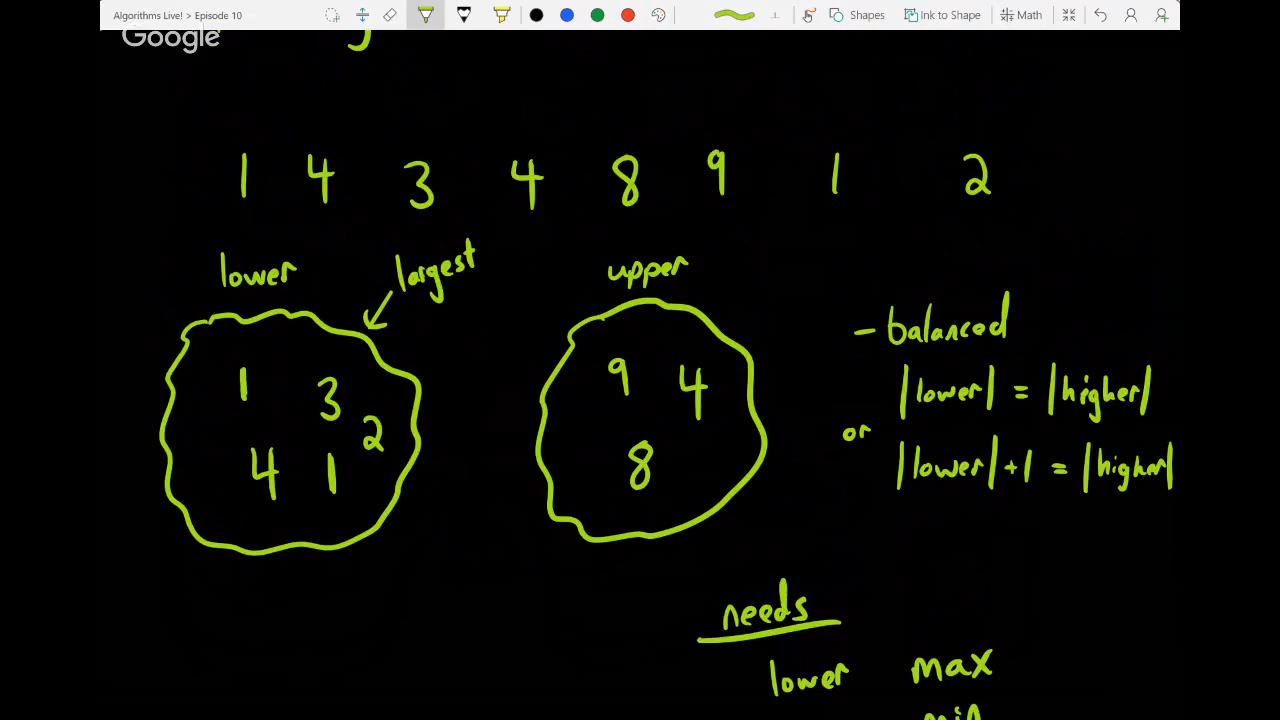 Algorithms Live! > Episode 10
Shapes
Ink to Shape
Math
Google
1 4 3 4 8 9 1 2
lower
largest
upper
1 3
2
4 1
9 4
8
- balanced
|lower| = |higher|
or
|lower| + 1 = |higher|
needs
lower max
min